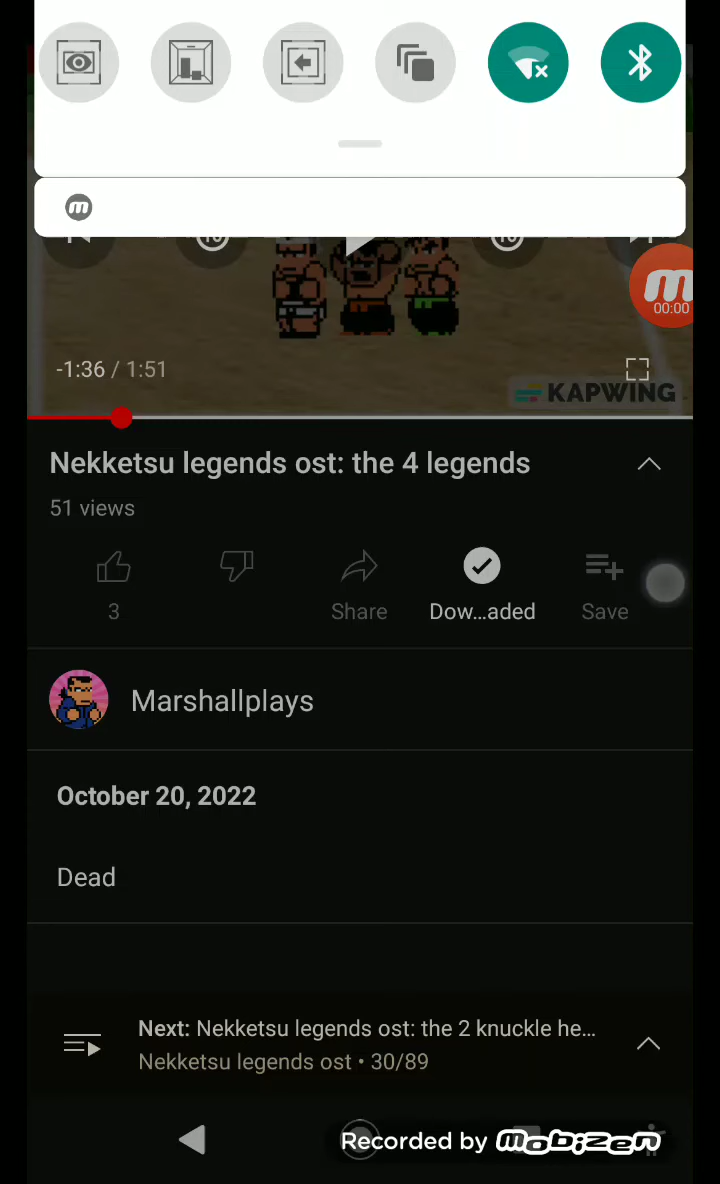 m
10
10
m
00:00
-1:36 / 1:51
KAPWING
Nekketsu legends ost: the 4 legends
51 views
3
Share
Dow...aded
Save
Marshallplays
October 20, 2022
Dead
Next: Nekketsu legends ost: the 2 knuckle he...
Nekketsu legends ost • 30/89
Recorded by mobizen